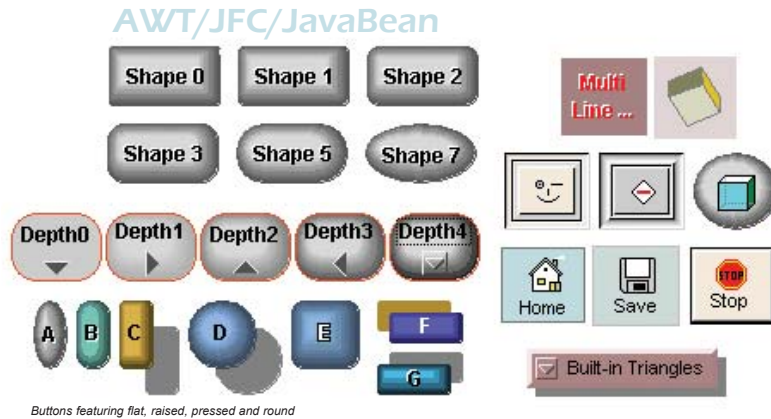 AWT/JFC/JavaBean
Shape 0 Shape 1 Shape 2
Shape 3 Shape 5 Shape 7
Multi
Line ...
Depth0 Depth1 Depth2 Depth3 Depth4
Home Save Stop
STOP
A B C D E F
G
Built-in Triangles
Buttons featuring flat, raised, pressed and round